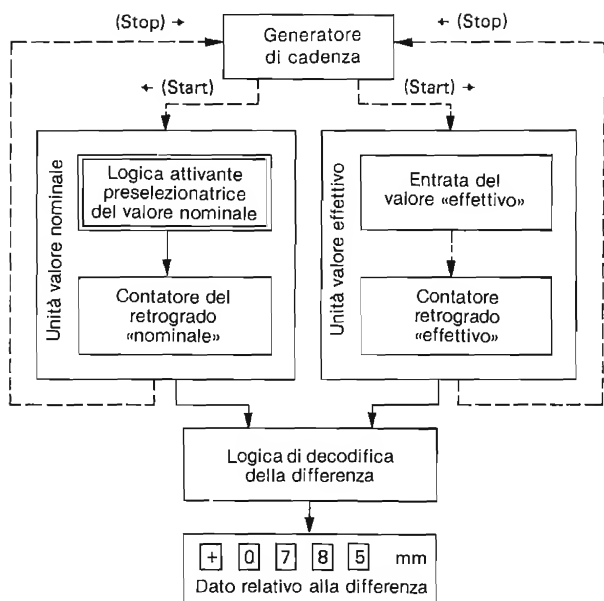 (Stop) →
← (Stop)
Generatore
di cadenza
← (Start)
(Start) →
Unità valore nominale
Logica attivante
preselezionatrice
del valore nominale
Contatore del
retrogrado
«nominale»
Unità valore effettivo
Entrata del
valore «effettivo»
Contatore
retrogrado
«effettivo»
Logica di decodifica
della differenza
+ 0 7 8 5 mm
Dato relativo alla differenza